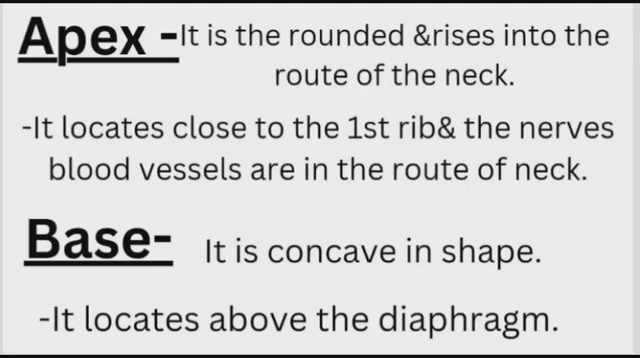 Apex -It is the rounded &rises into the
route of the neck.
-It locates close to the 1st rib& the nerves
blood vessels are in the route of neck.
Base- It is concave in shape.
-It locates above the diaphragm.